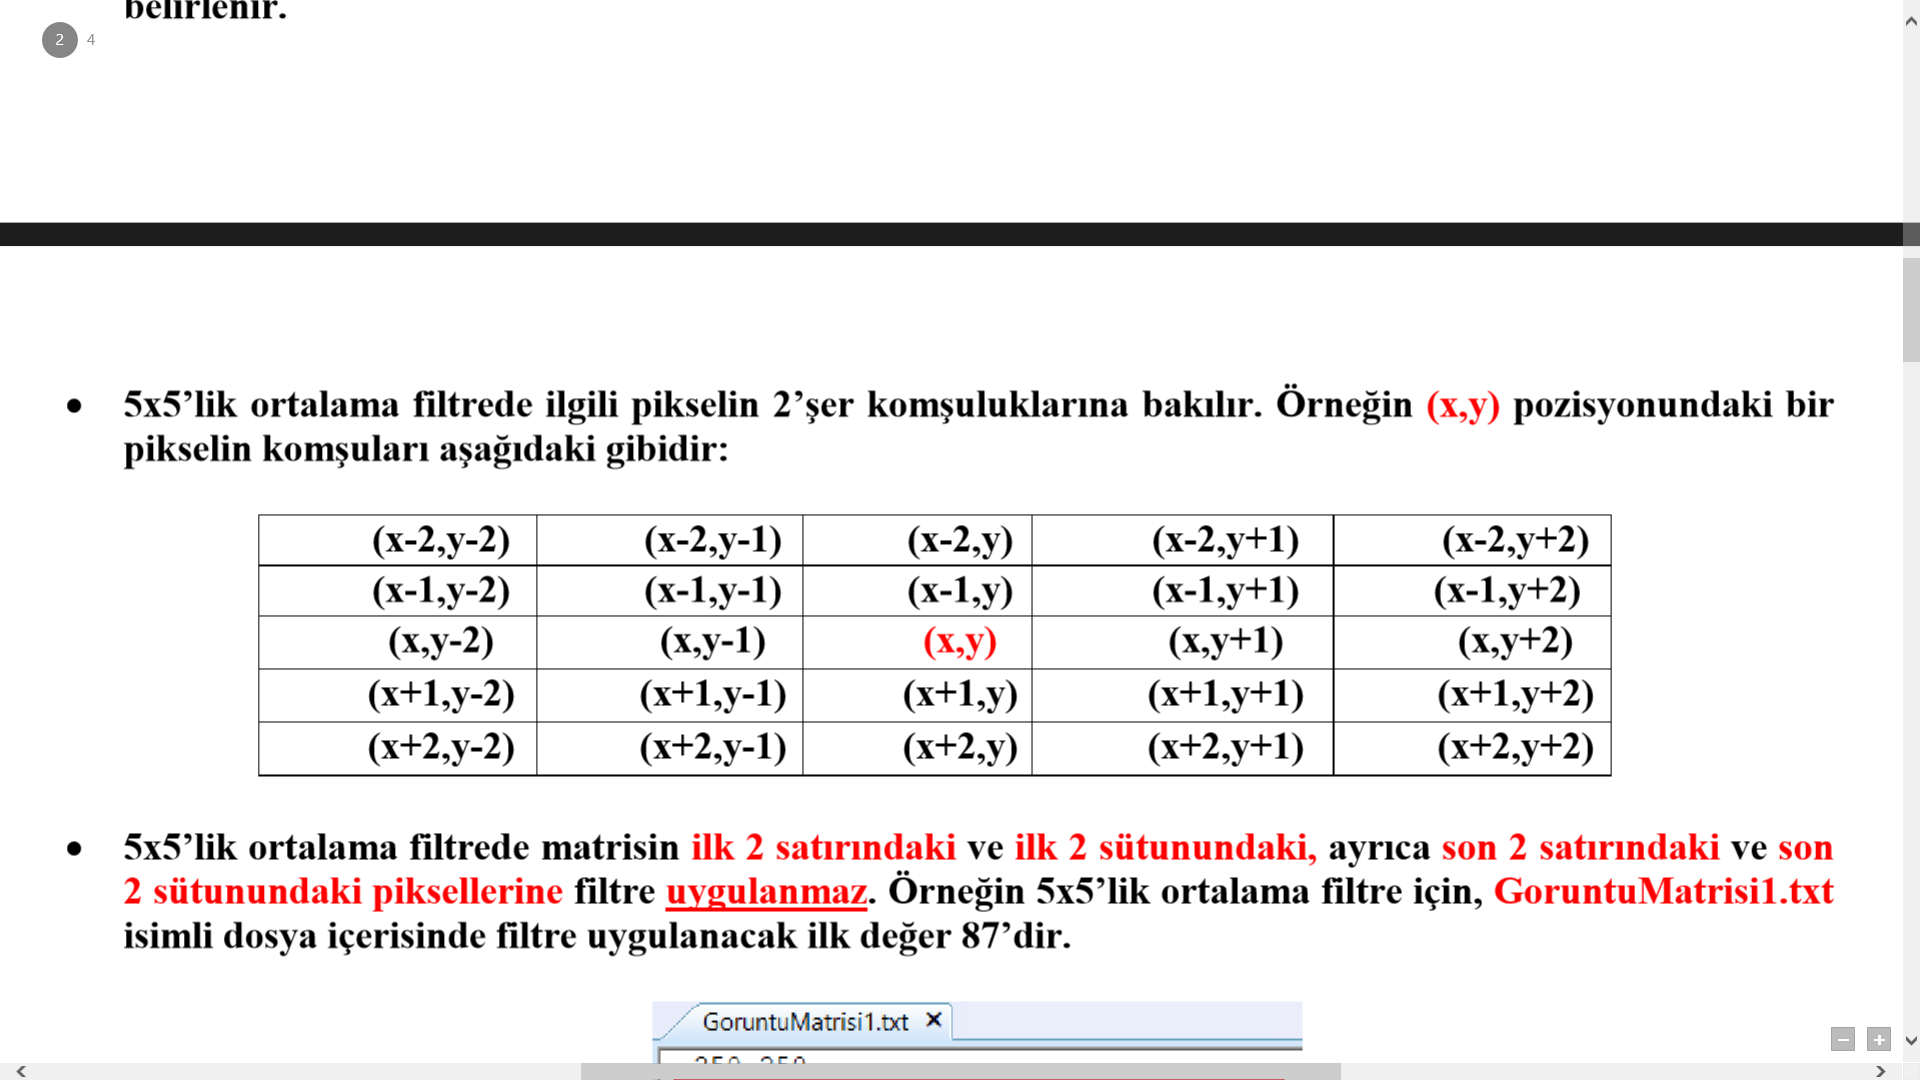 belirlenir.
2 4
• 5x5’lik ortalama filtrede ilgili pikselin 2’şer komşuluklarına bakılır. Örneğin (x,y) pozisyonundaki bir
pikselin komşuları aşağıdaki gibidir:
(x-2,y-2) (x-2,y-1) (x-2,y) (x-2,y+1) (x-2,y+2)
(x-1,y-2) (x-1,y-1) (x-1,y) (x-1,y+1) (x-1,y+2)
(x,y-2) (x,y-1) (x,y) (x,y+1) (x,y+2)
(x+1,y-2) (x+1,y-1) (x+1,y) (x+1,y+1) (x+1,y+2)
(x+2,y-2) (x+2,y-1) (x+2,y) (x+2,y+1) (x+2,y+2)
• 5x5’lik ortalama filtrede matrisin ilk 2 satırındaki ve ilk 2 sütunundaki, ayrıca son 2 satırındaki ve son
2 sütunundaki piksellerine filtre uygulanmaz. Örneğin 5x5’lik ortalama filtre için, GoruntuMatrisi1.txt
isimli dosya içerisinde filtre uygulanacak ilk değer 87’dir.
GoruntuMatrisi1.txt